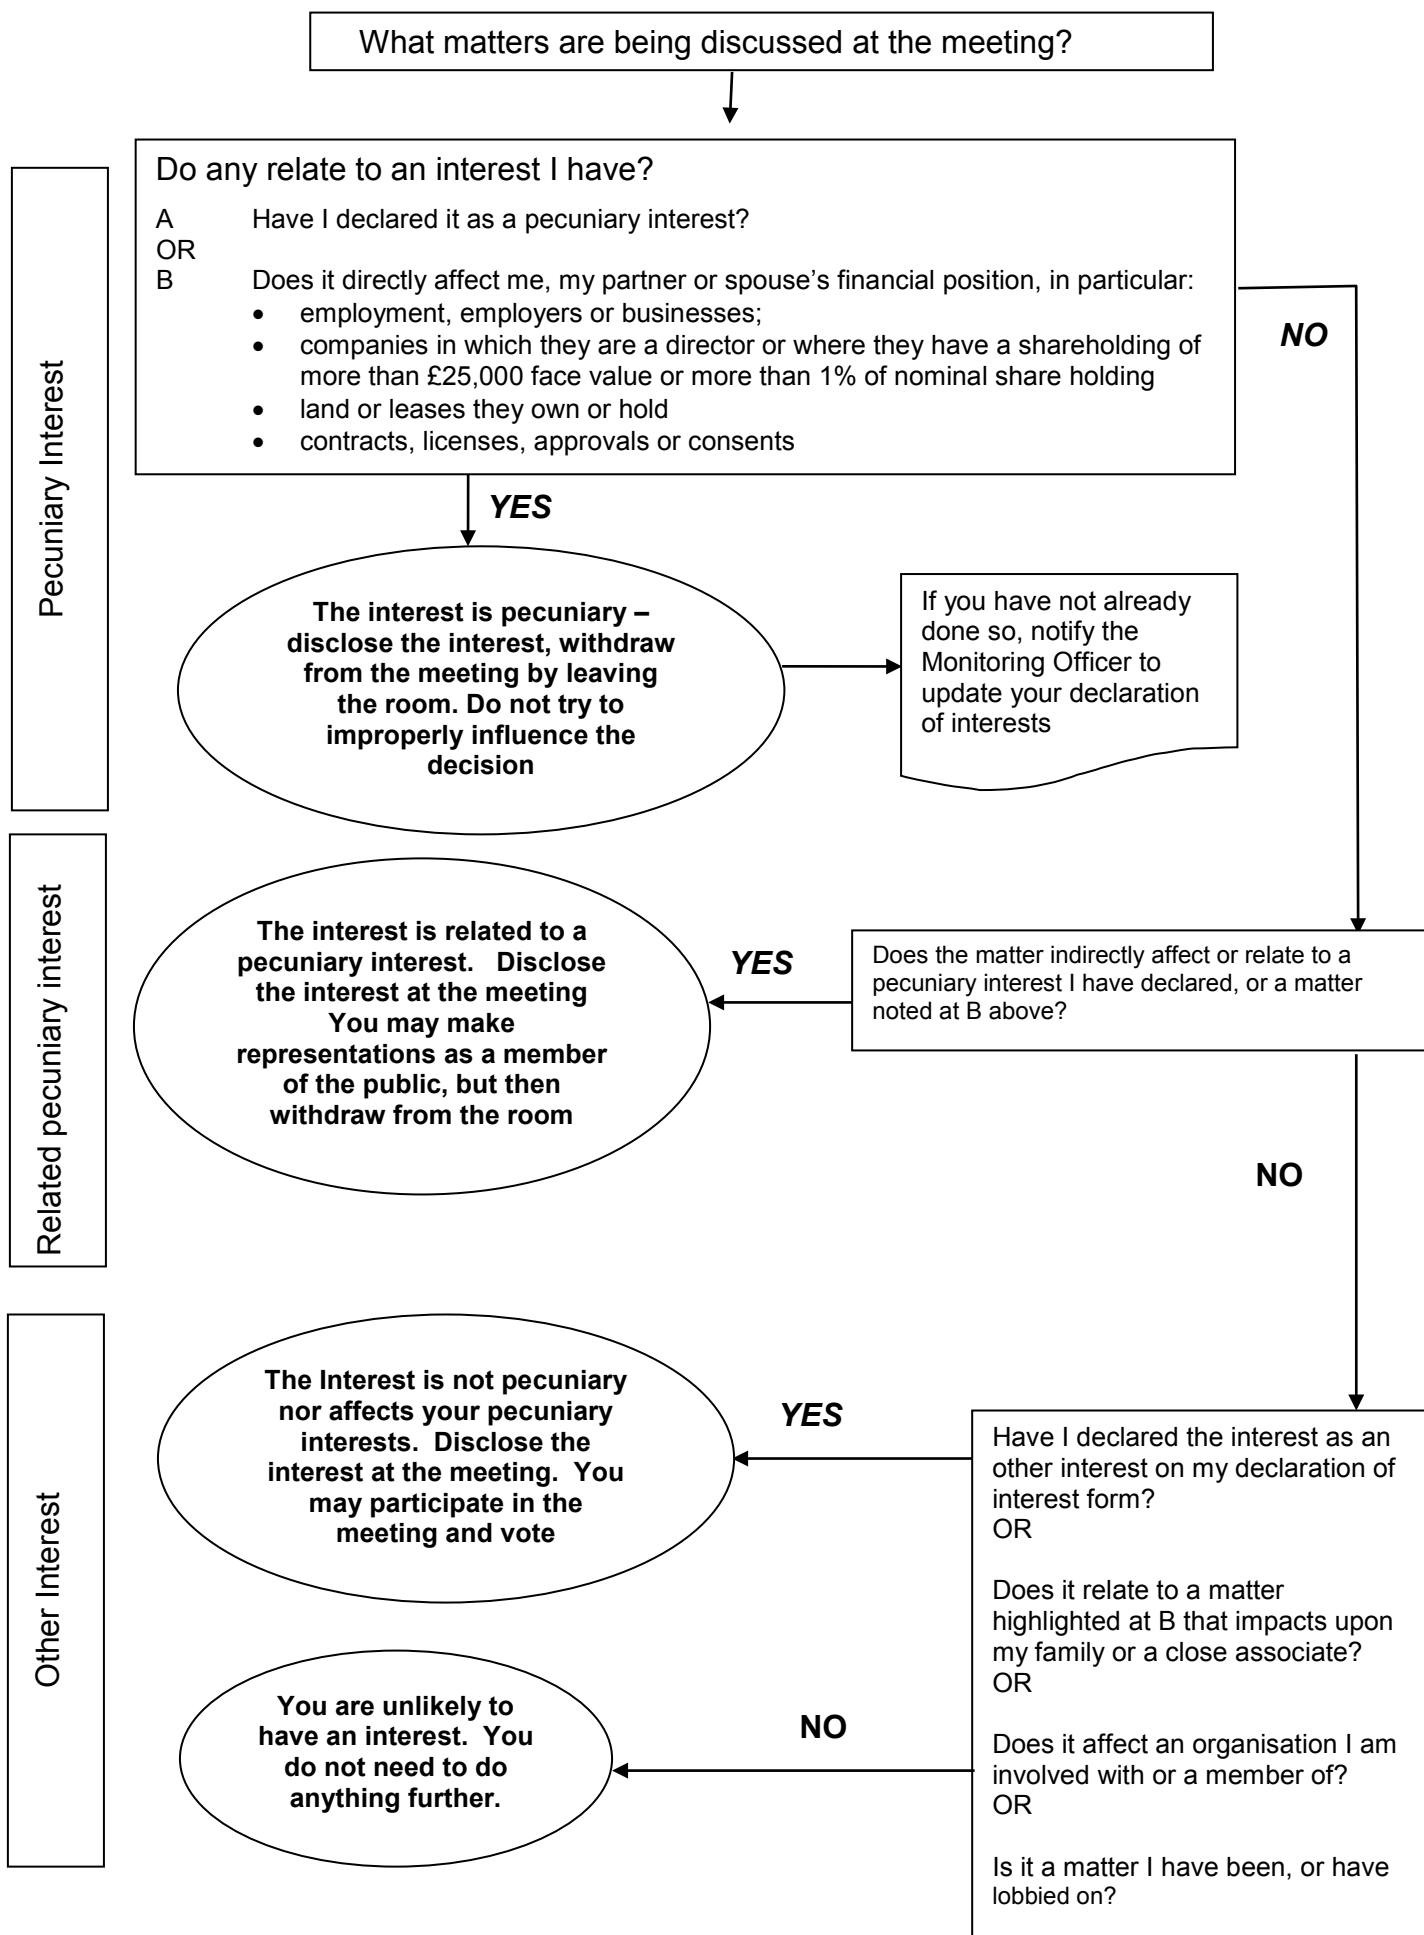 What matters are being discussed at the meeting?
Pecuniary Interest
Do any relate to an interest I have?
A Have I declared it as a pecuniary interest?
OR
B Does it directly affect me, my partner or spouse’s financial position, in particular:
• employment, employers or businesses;
• companies in which they are a director or where they have a shareholding of
more than £25,000 face value or more than 1% of nominal share holding
• land or leases they own or hold
• contracts, licenses, approvals or consents
NO
YES
The interest is pecuniary –
disclose the interest, withdraw
from the meeting by leaving
the room. Do not try to
improperly influence the
decision
If you have not already
done so, notify the
Monitoring Officer to
update your declaration
of interests
Related pecuniary interest
The interest is related to a
pecuniary interest. Disclose
the interest at the meeting
You may make
representations as a member
of the public, but then
withdraw from the room
YES
Does the matter indirectly affect or relate to a
pecuniary interest I have declared, or a matter
noted at B above?
NO
Other Interest
The Interest is not pecuniary
nor affects your pecuniary
interests. Disclose the
interest at the meeting. You
may participate in the
meeting and vote
YES
Have I declared the interest as an
other interest on my declaration of
interest form?
OR
Does it relate to a matter
highlighted at B that impacts upon
my family or a close associate?
OR
Does it affect an organisation I am
involved with or a member of?
OR
Is it a matter I have been, or have
lobbied on?
NO
You are unlikely to
have an interest. You
do not need to do
anything further.